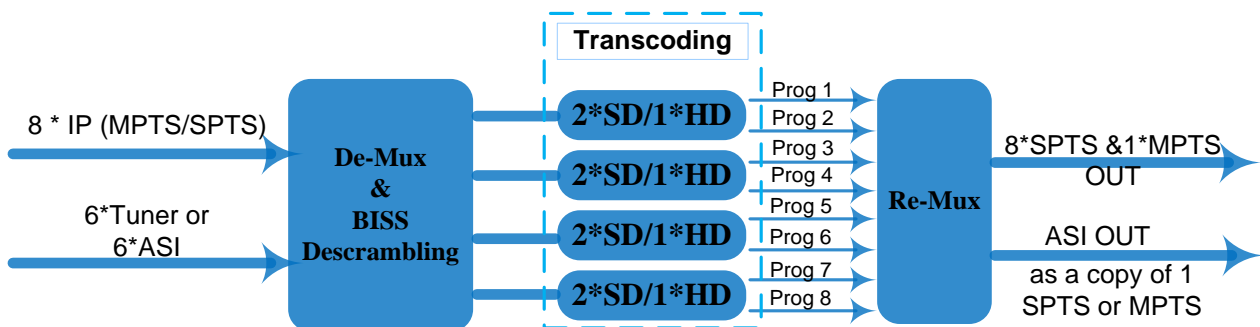 Transcoding
8 * IP (MPTS/SPTS)
6*Tuner or
6*ASI
De-Mux
&
BISS
Descrambling
2*SD/1*HD
2*SD/1*HD
2*SD/1*HD
2*SD/1*HD
Prog 1
Prog 2
Prog 3
Prog 4
Prog 5
Prog 6
Prog 7
Prog 8
Re-Mux
8*SPTS &1*MPTS
OUT
ASI OUT
as a copy of 1
SPTS or MPTS